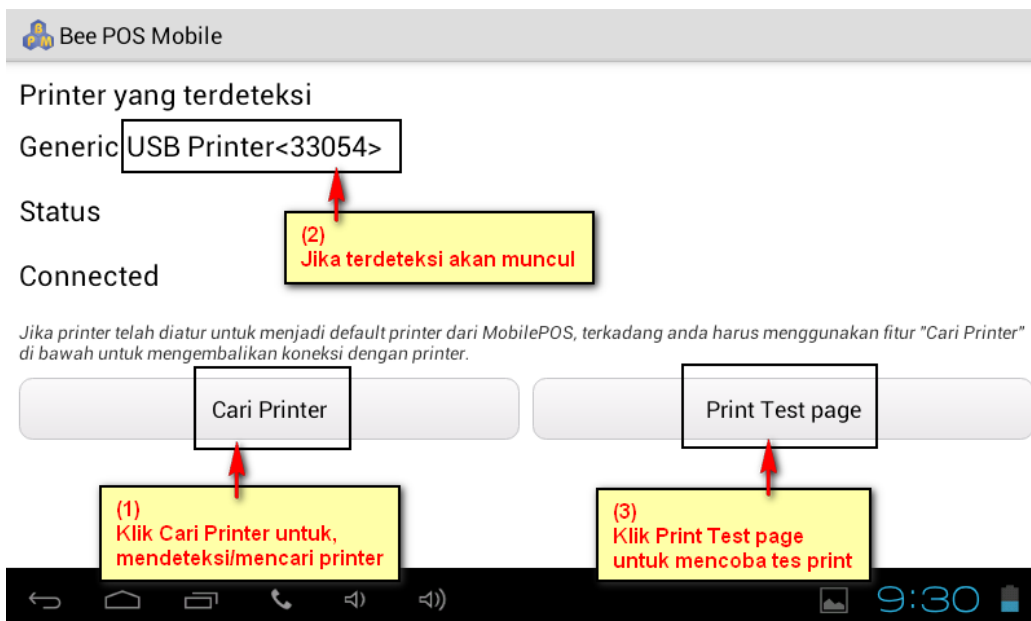 Bee POS Mobile
Printer yang terdeteksi
Generic USB Printer<33054>
Status
(2)
Jika terdeteksi akan muncul
Connected
Jika printer telah diatur untuk menjadi default printer dari MobilePOS, terkadang anda harus menggunakan fitur "Cari Printer"
di bawah untuk mengembalikan koneksi dengan printer.
Cari Printer
Print Test page
(1)
Klik Cari Printer untuk,
mendeteksi/mencari printer
(3)
Klik Print Test page
untuk mencoba tes print
9:30